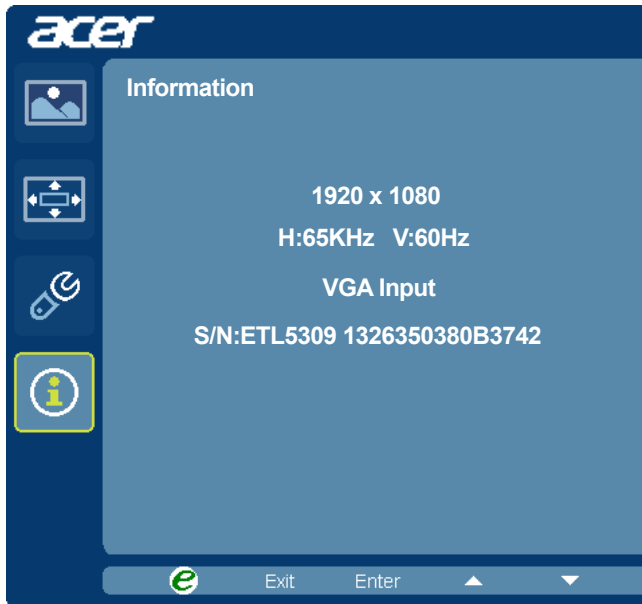 acer
Information
1920 x 1080
H:65KHz V:60Hz
VGA Input
S/N:ETL5309 1326350380B3742
e Exit Enter